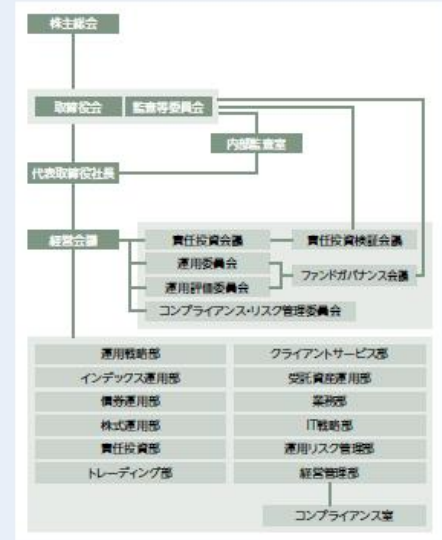 株主総会
取締役会 監査等委員会
内部監査室
代表取締役社長
経営会議 責任投資会議 責任投資検証会議
運用委員会
ファンドガバナンス会議
運用評価委員会
コンプライアンス・リスク管理委員会
運用戦略部 クライアントサービス部
インデックス運用部 受託資産運用部
債券運用部 業務部
株式運用部 IT戦略部
責任投資部 運用リスク管理部
トレーディング部 経営管理部
コンプライアンス室